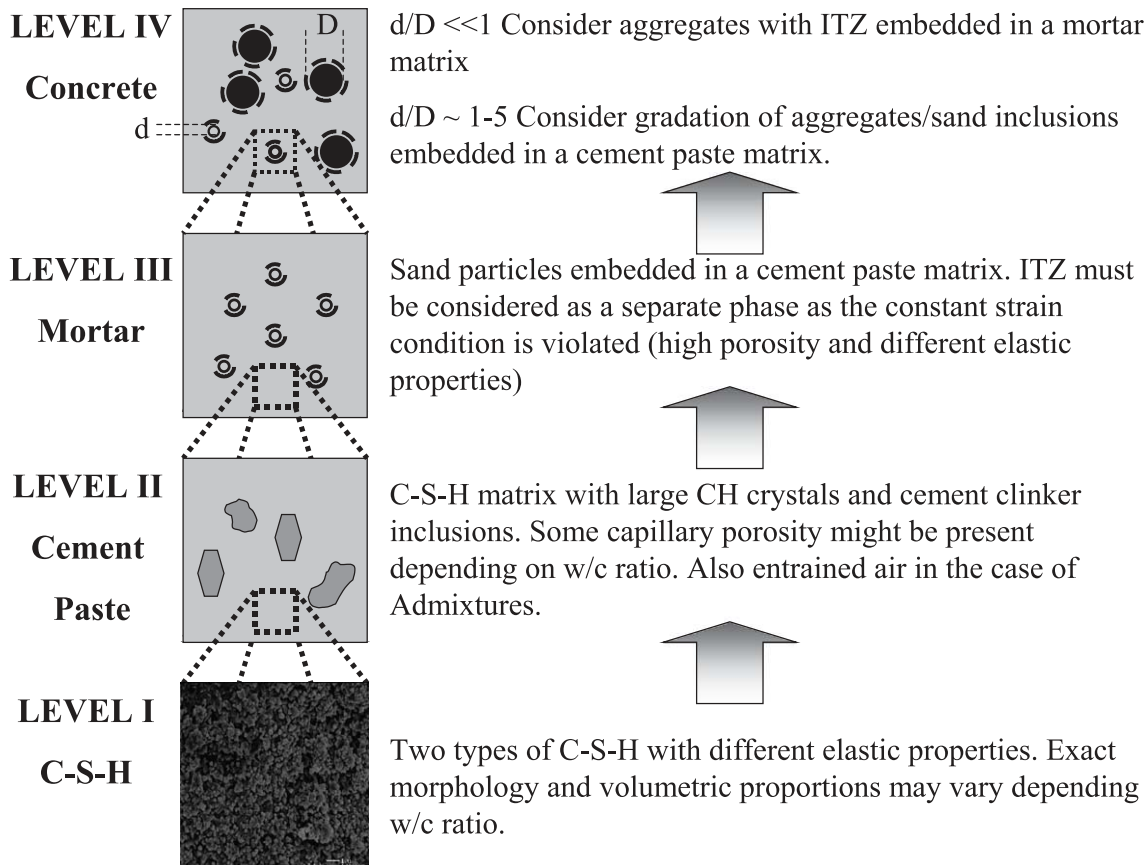 LEVEL IV
Concrete
D
d
d/D <<1 Consider aggregates with ITZ embedded in a mortar
matrix
d/D ~ 1-5 Consider gradation of aggregates/sand inclusions
embedded in a cement paste matrix.
LEVEL III
Mortar
Sand particles embedded in a cement paste matrix. ITZ must
be considered as a separate phase as the constant strain
condition is violated (high porosity and different elastic
properties)
LEVEL II
Cement
Paste
C-S-H matrix with large CH crystals and cement clinker
inclusions. Some capillary porosity might be present
depending on w/c ratio. Also entrained air in the case of
Admixtures.
LEVEL I
C-S-H
Two types of C-S-H with different elastic properties. Exact
morphology and volumetric proportions may vary depending
w/c ratio.